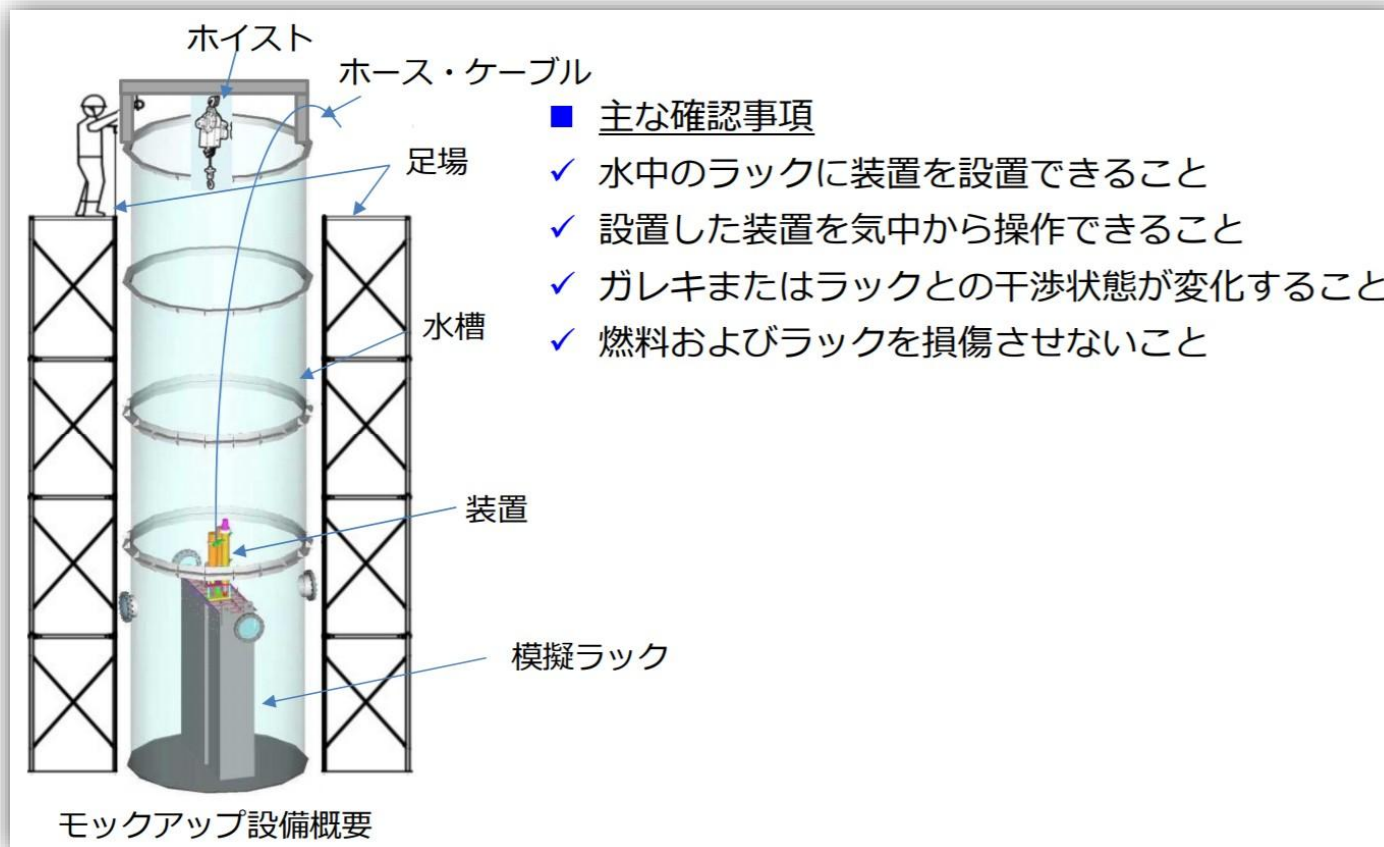 ホイスト
ホース・ケーブル
足場
水槽
装置
模擬ラック
モックアップ設備概要
■ 主な確認事項
✓ 水中のラックに装置を設置できること
✓ 設置した装置を気中から操作できること
✓ ガレキまたはラックとの干渉状態が変化すること
✓ 燃料およびラックを損傷させないこと